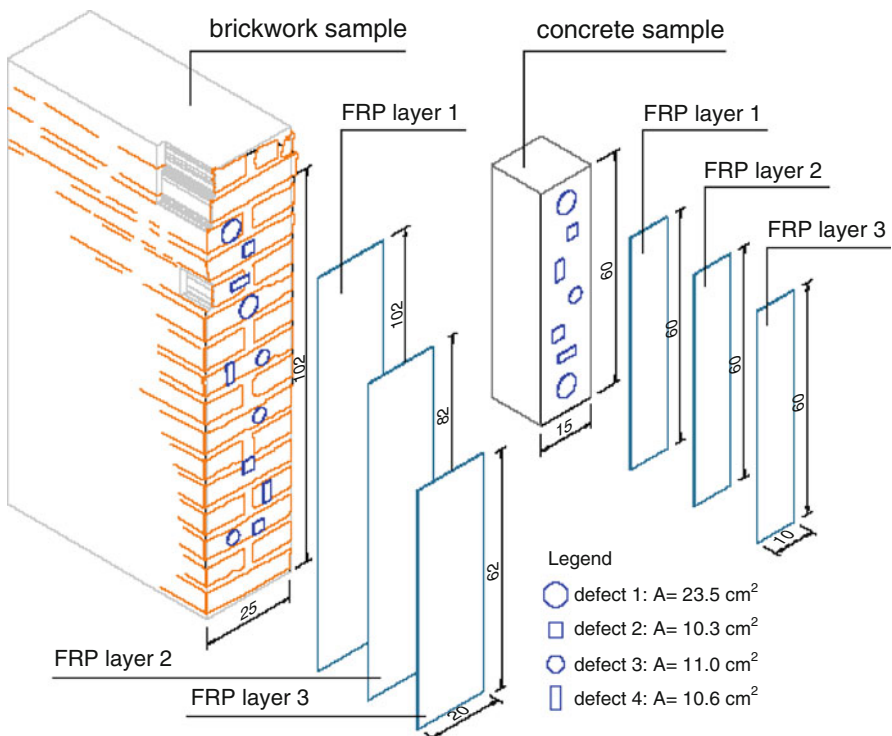 brickwork sample
concrete sample
FRP layer 1
FRP layer 1
FRP layer 2
FRP layer 3
102
102
82
62
25
20
60
15
60
60
60
10
FRP layer 2
FRP layer 3
Legend
defect 1: A= 23.5 cm²
defect 2: A= 10.3 cm²
defect 3: A= 11.0 cm²
defect 4: A= 10.6 cm²